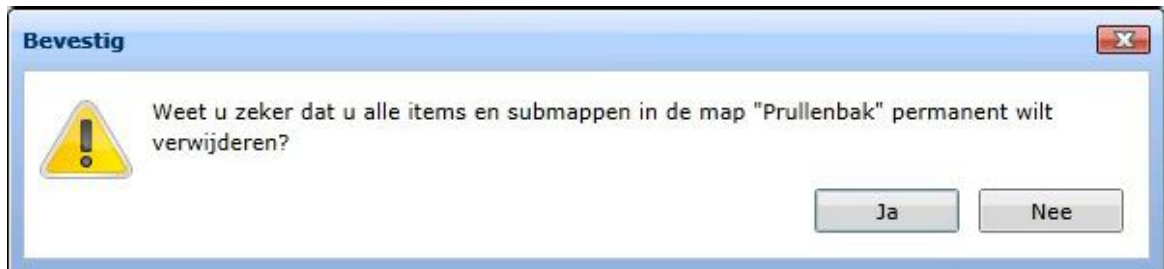 Bevestig
Weet u zeker dat u alle items en submappen in de map "Prullenbak" permanent wilt
verwijderen?
Ja Nee